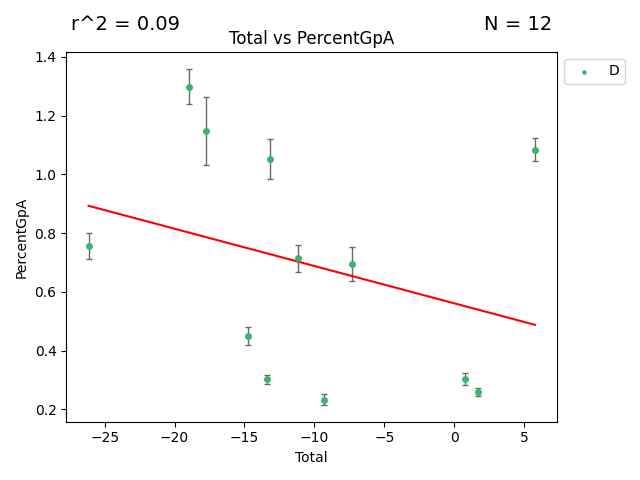 r^2 = 0.09
N = 12
Total vs PercentGpA
D
1.4
1.2
1.0
0.8
0.6
0.4
0.2
PercentGpA
−25
−20
−15
−10
−5
0
5
Total